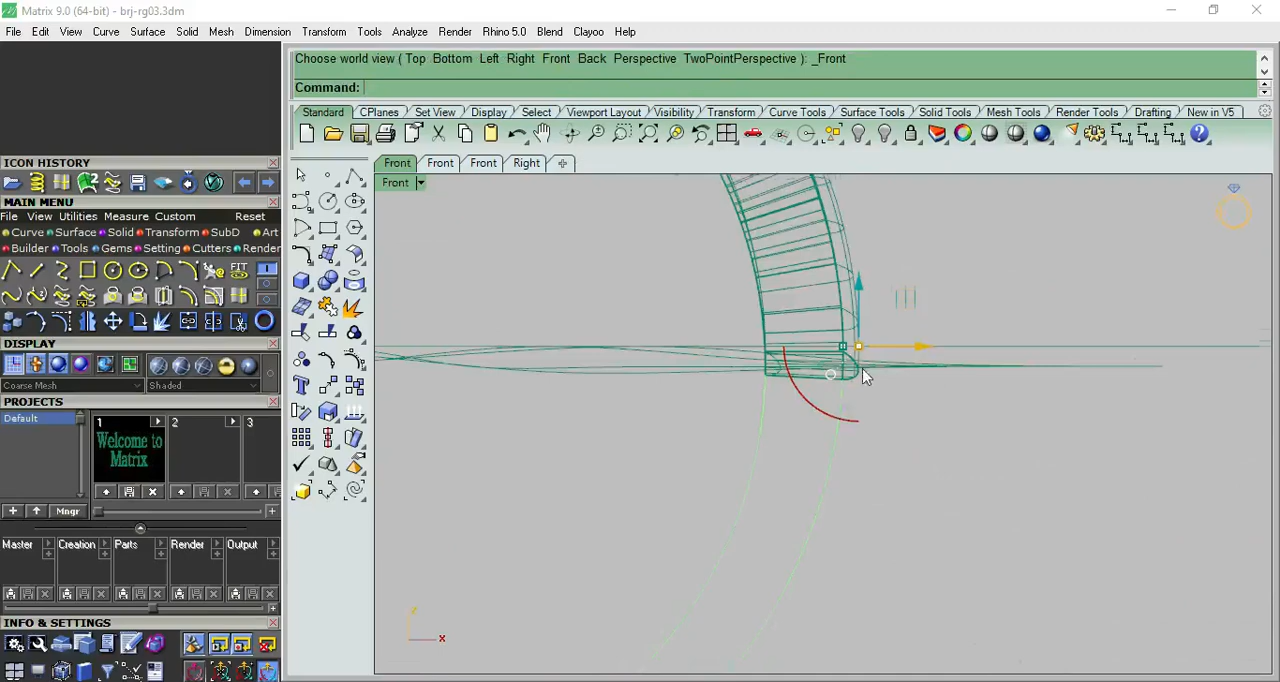 Matrix 9.0 (64-bit) - brj-rg03.3dm
File Edit View Curve Surface Solid Mesh Dimension Transform Tools Analyze Render Rhino 5.0 Blend Clayoo Help
Choose world view ( Top Bottom Left Right Front Back Perspective TwoPointPerspective ): _Front
Command:
Standard CPlanes Set View Display Select Viewport Layout Visibility Transform Curve Tools Surface Tools Solid Tools Mesh Tools Render Tools Drafting New in V5
ICON HISTORY
Front Front Front Right
Front
MAIN MENU
File View Utilities Measure Custom Reset
Curve Surface Solid Transform SubD Art
Builder Tools Gems Setting Cutters Render
FIT
DISPLAY
Coarse Mesh Shaded
PROJECTS
Default
1 2 3
Welcome to
Matrix
Mngr
Master Creation Parts Render Output
INFO & SETTINGS
z
x